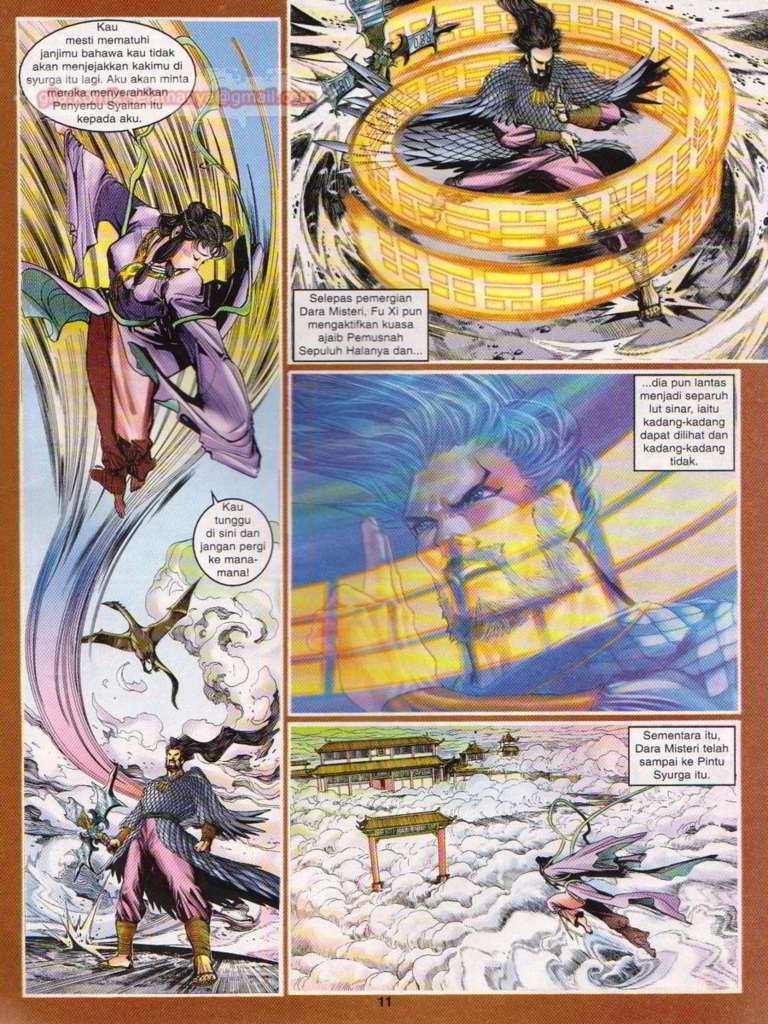 Kau
mesti mematuhi
janjimu bahawa kau tidak
akan menjejakkan kakimu di
syurga itu lagi. Aku akan minta
mereka menyerahkkan
Penyerbu Syaitan itu
kepada aku.
Kau
tunggu
di sini dan
jangan pergi
ke mana-
mana!
Selepas pemergian
Dara Misteri, Fu Xi pun
mengaktifkan kuasa
ajaib Pemusnah
Sepuluh Halanya dan...
...dia pun lantas
menjadi separuh
lut sinar, iaitu
kadang-kadang
dapat dilihat dan
kadang-kadang
tidak.
Sementara itu,
Dara Misteri telah
sampai ke Pintu
Syurga itu.
11